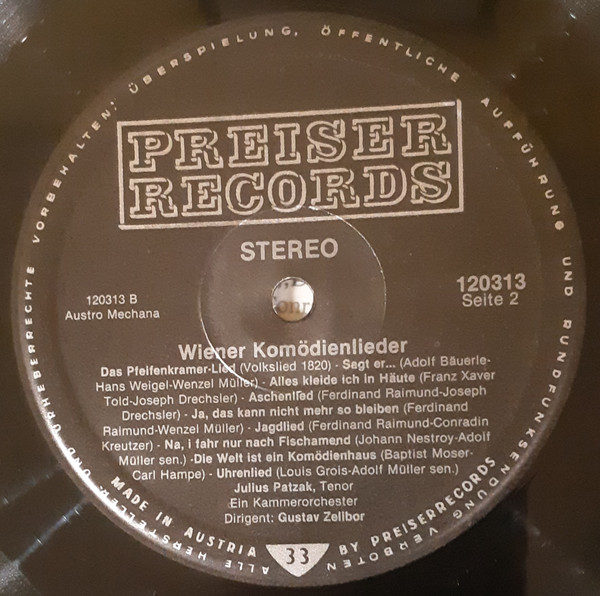 ALLE HERSTELLER- UND URHEBERRECHTE VORBEHALTEN; ÜBERSPIELUNG, ÖFFENTLICHE AUFFÜHRUNG UND RUNDFUNKSENDUNG VERBOTEN
PREISER
RECORDS
STEREO
120313 B
Austro Mechana
120313
Seite 2
Wiener Komödienlieder
Das Pfeifenkramer-Lied (Volkslied 1820) - Sagt er... (Adolf Bäuerle-
Hans Weigel-Wenzel Müller) - Alles kleide ich in Häute (Franz Xaver
Told-Joseph Drechsler) - Aschenlied (Ferdinand Raimund-Joseph
Drechsler) - Ja, das kann nicht mehr so bleiben (Ferdinand
Raimund-Wenzel Müller) - Jagdlied (Ferdinand Raimund-Conradin
Kreutzer) - Na, i fahr nur nach Fischamend (Johann Nestroy-Adolf
Müller sen.) -Die Welt ist ein Komödienhaus (Baptist Moser-
Carl Hampe) - Uhrenlied (Louis Grois-Adolf Müller sen.)
Julius Patzak, Tenor
Ein Kammerorchester
Dirigent: Gustav Zelibor
MADE IN AUSTRIA 33 BY PREISERRECORDS